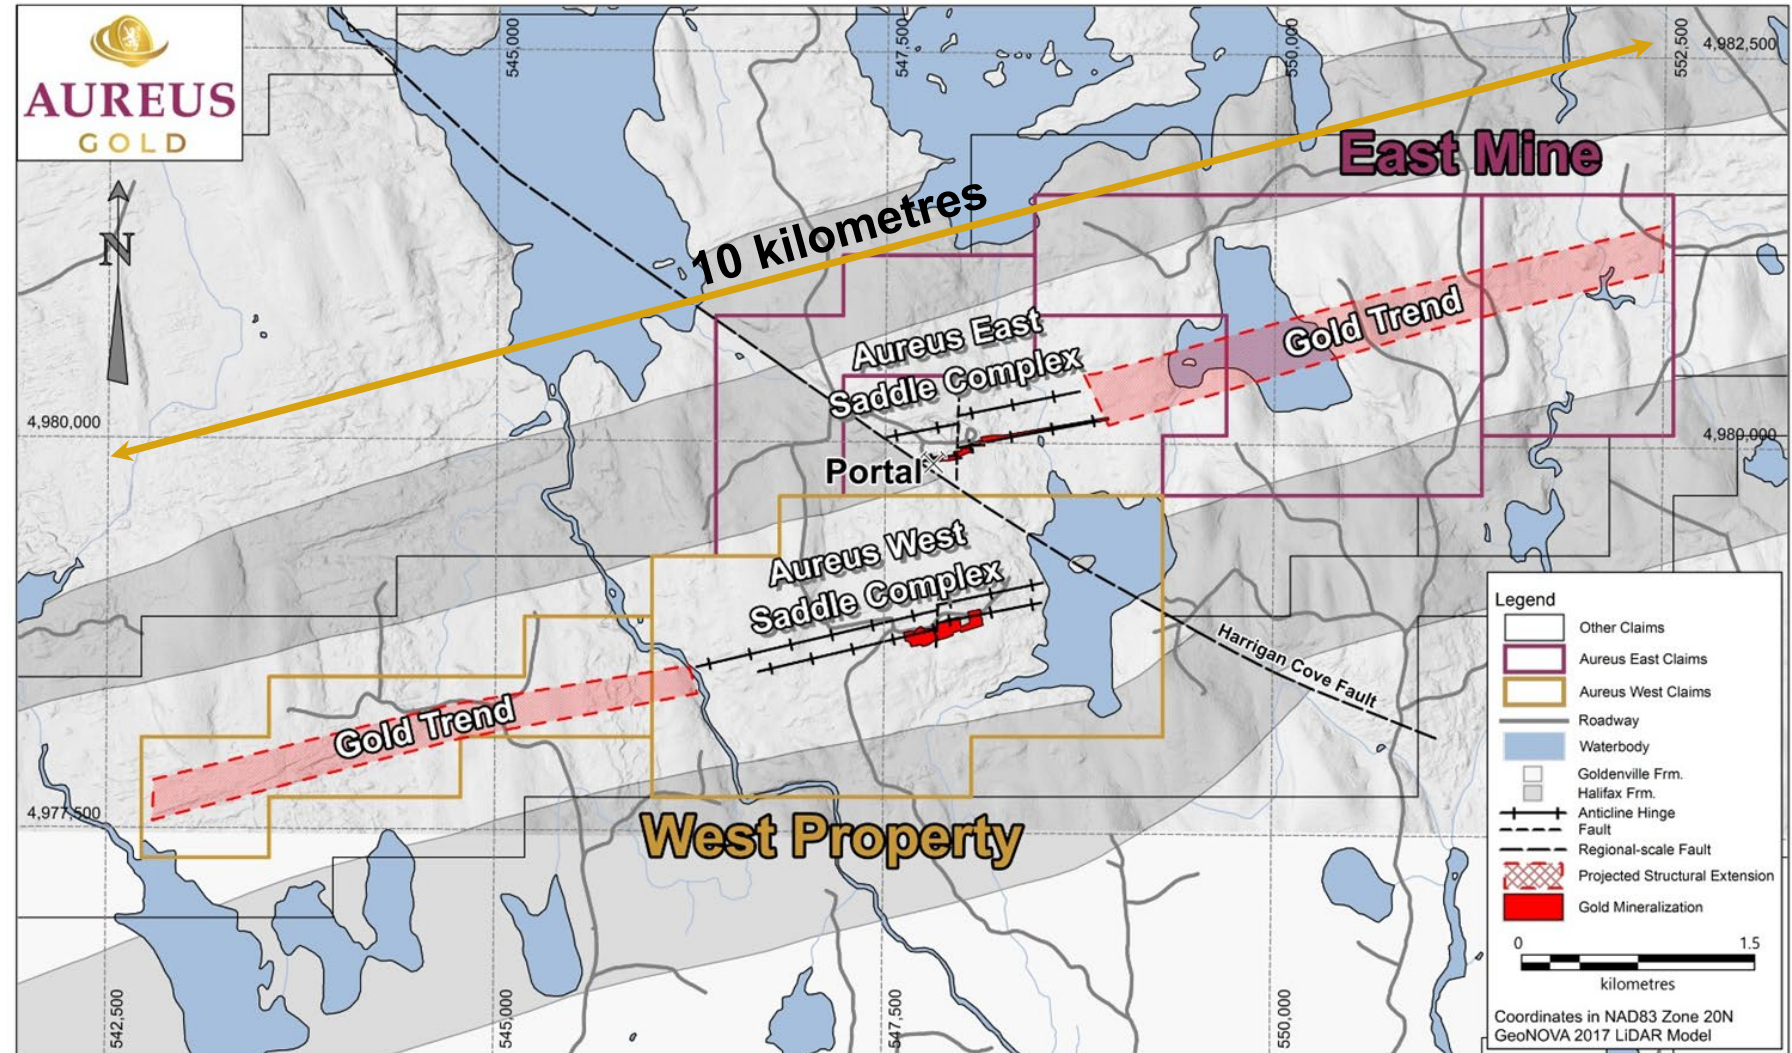 AUREUS
GOLD
545,000
547,500
550,000
552,500
4,982,500
East Mine
10 kilometres
N
Aureus East
Saddle Complex
Gold Trend
4,980,000
4,980,000
Portal
Aureus West
Saddle Complex
Harrigan Cove Fault
Gold Trend
4,977,500
West Property
542,500
545,000
547,500
550,000
Legend
Other Claims
Aureus East Claims
Aureus West Claims
Roadway
Waterbody
Goldenville Frm.
Halifax Frm.
Anticline Hinge
Fault
Regional-scale Fault
Projected Structural Extension
Gold Mineralization
0 1.5
kilometres
Coordinates in NAD83 Zone 20N
GeoNOVA 2017 LiDAR Model